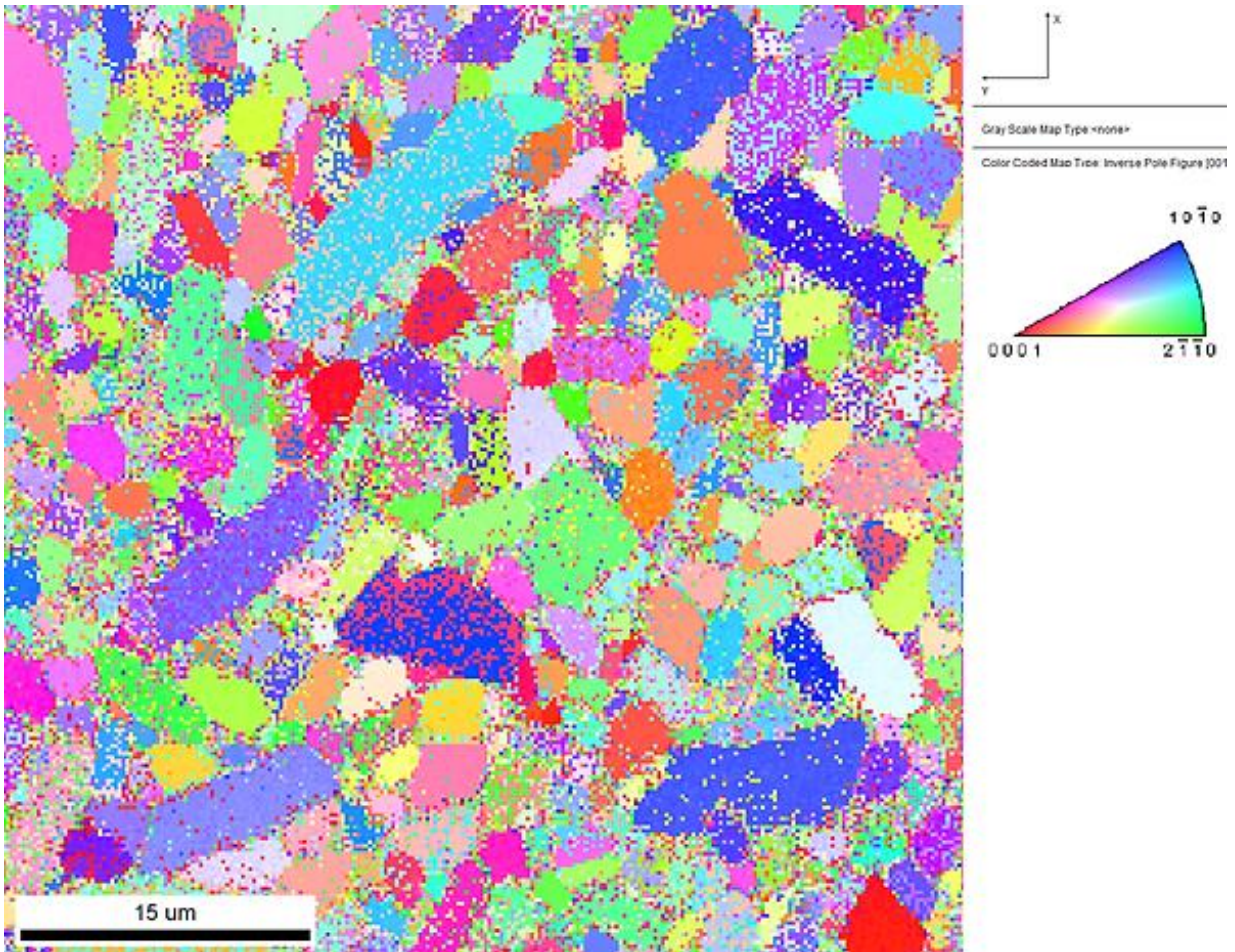 X
Y
Gray Scale Map Type <none>
Color Coded Map Type: Inverse Pole Figure [001
1 0 1̄ 0
0 0 0 1
2 1̄ 1̄ 0
15 um